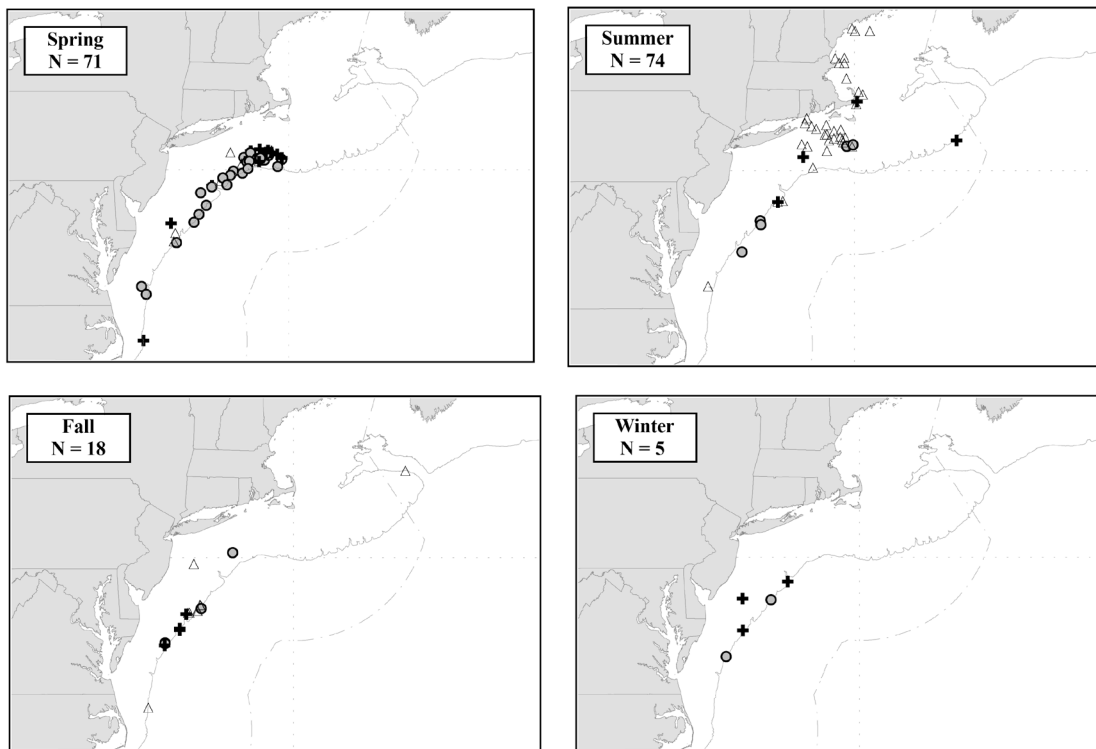 Spring
N = 71
Summer
N = 74
Fall
N = 18
Winter
N = 5